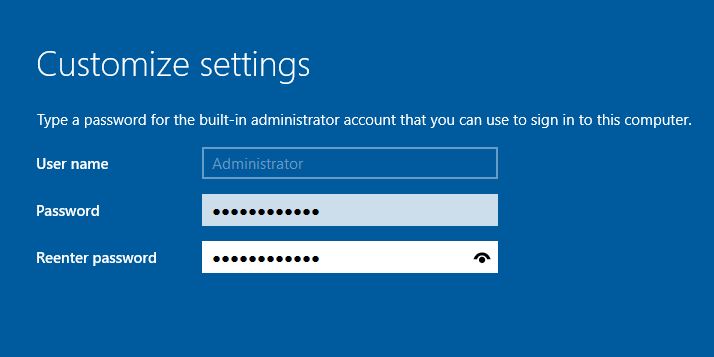 Customize settings
Type a password for the built-in administrator account that you can use to sign in to this computer.
User name Administrator
Password ●●●●●●●●●●●●
Reenter password ●●●●●●●●●●●●